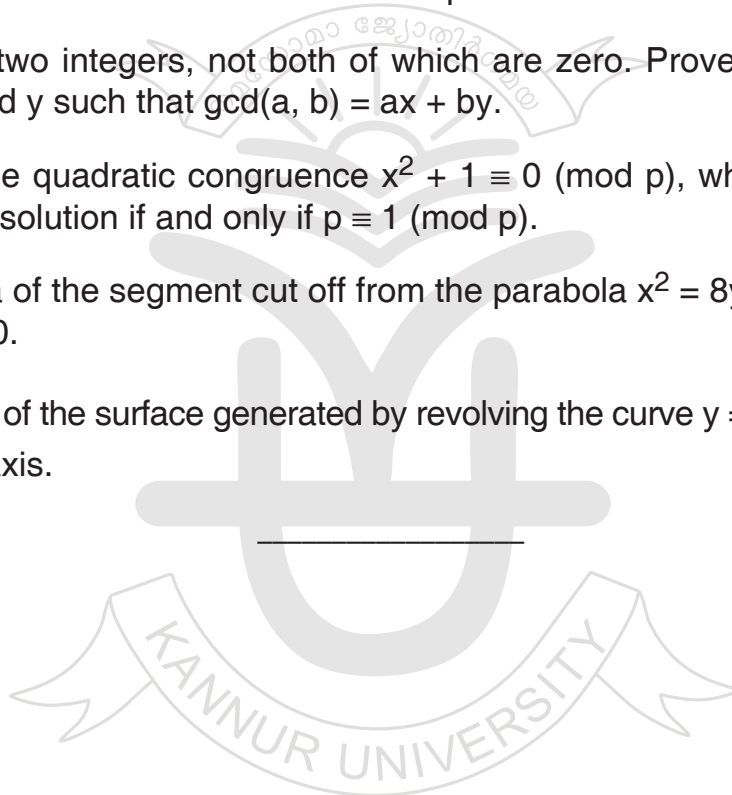 two integers, not both of which are zero. Prove
d y such that gcd(a, b) = ax + by.
e quadratic congruence x² + 1 ≡ 0 (mod p), wh
solution if and only if p ≡ 1 (mod p).
of the segment cut off from the parabola x² = 8y
0.
of the surface generated by revolving the curve y =
xis.
KANNUR UNIVERSITY